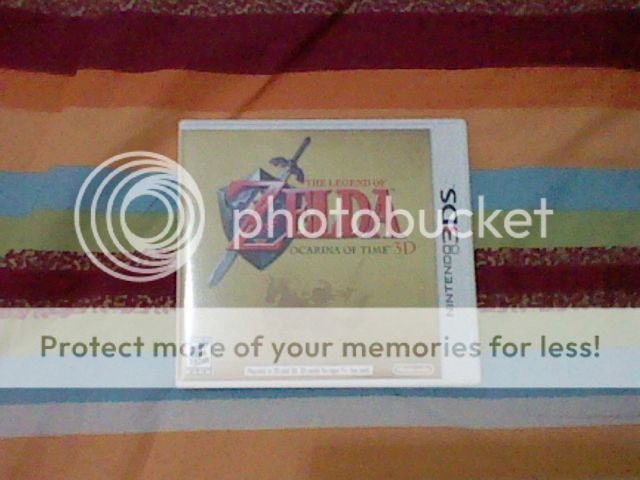 THE LEGEND OF
ZELDA
OCARINA OF TIME 3D
NINTENDO 3DS
photobucket
Protect more of your memories for less!